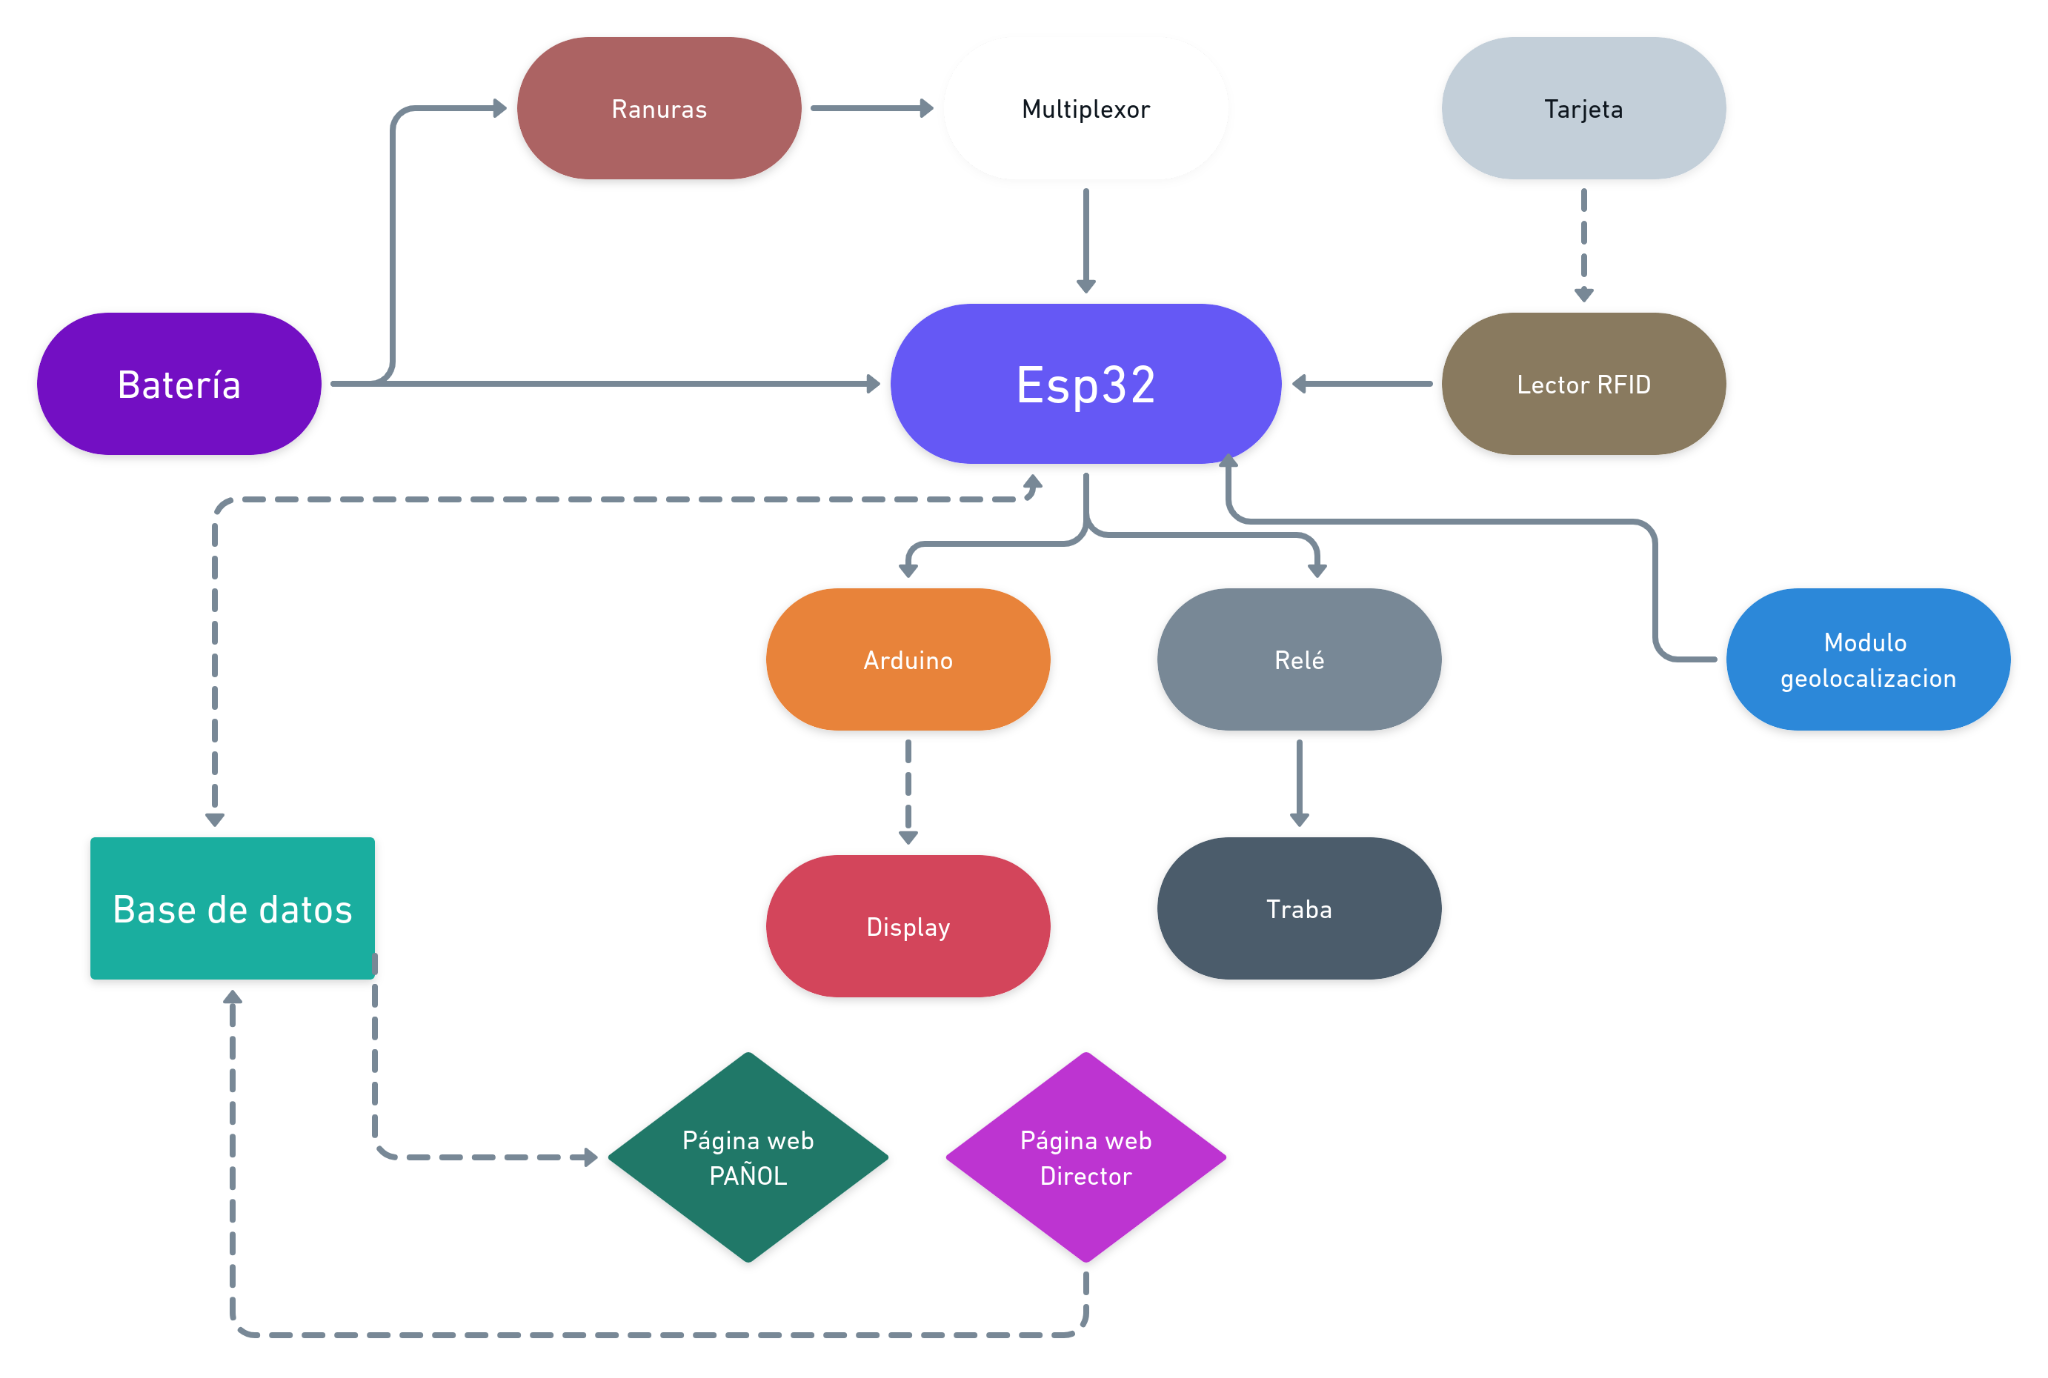 Ranuras
Multiplexor
Tarjeta
Batería
Esp32
Lector RFID
Arduino
Relé
Modulo
geolocalizacion
Base de datos
Display
Traba
Página web
PAÑOL
Página web
Director